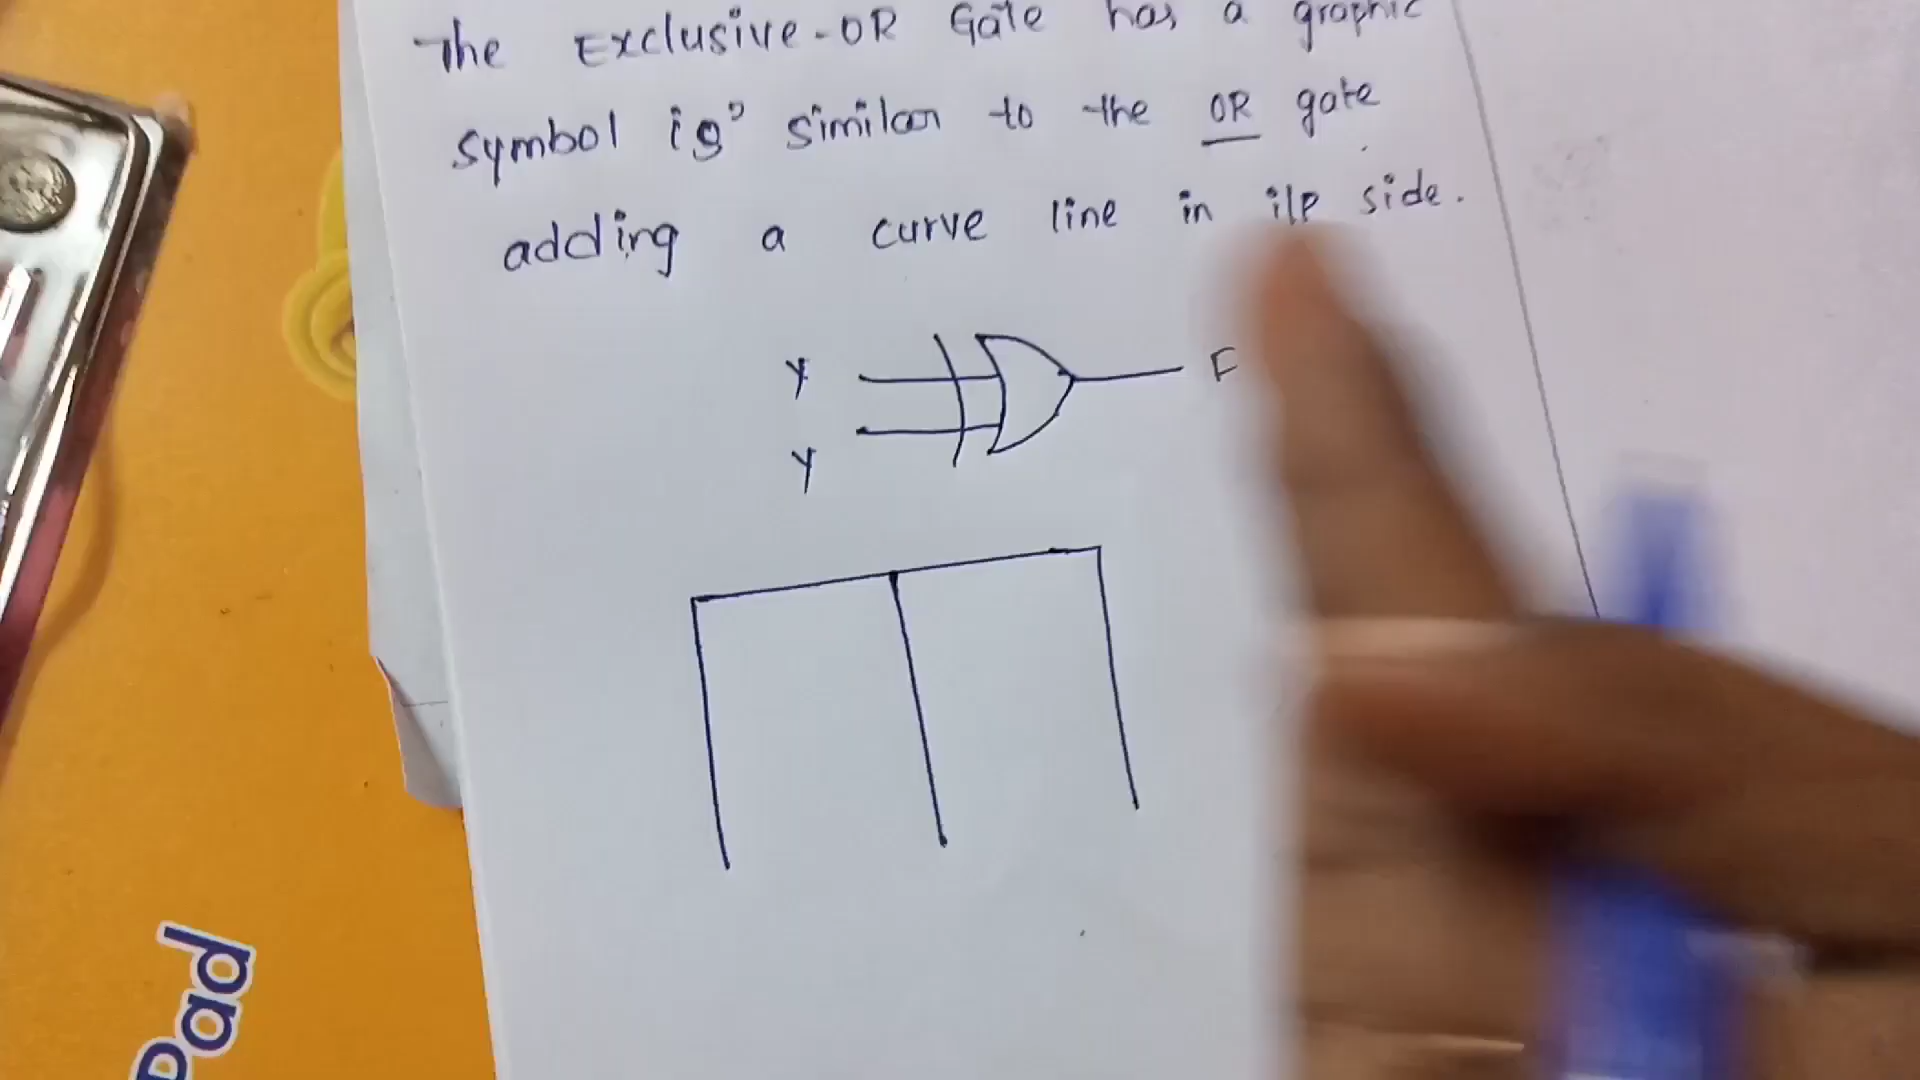 The Exclusive-OR Gate has a graphic
symbol is similar to the OR gate
adding a curve line in i/p side.
Y
F
Y
Pad